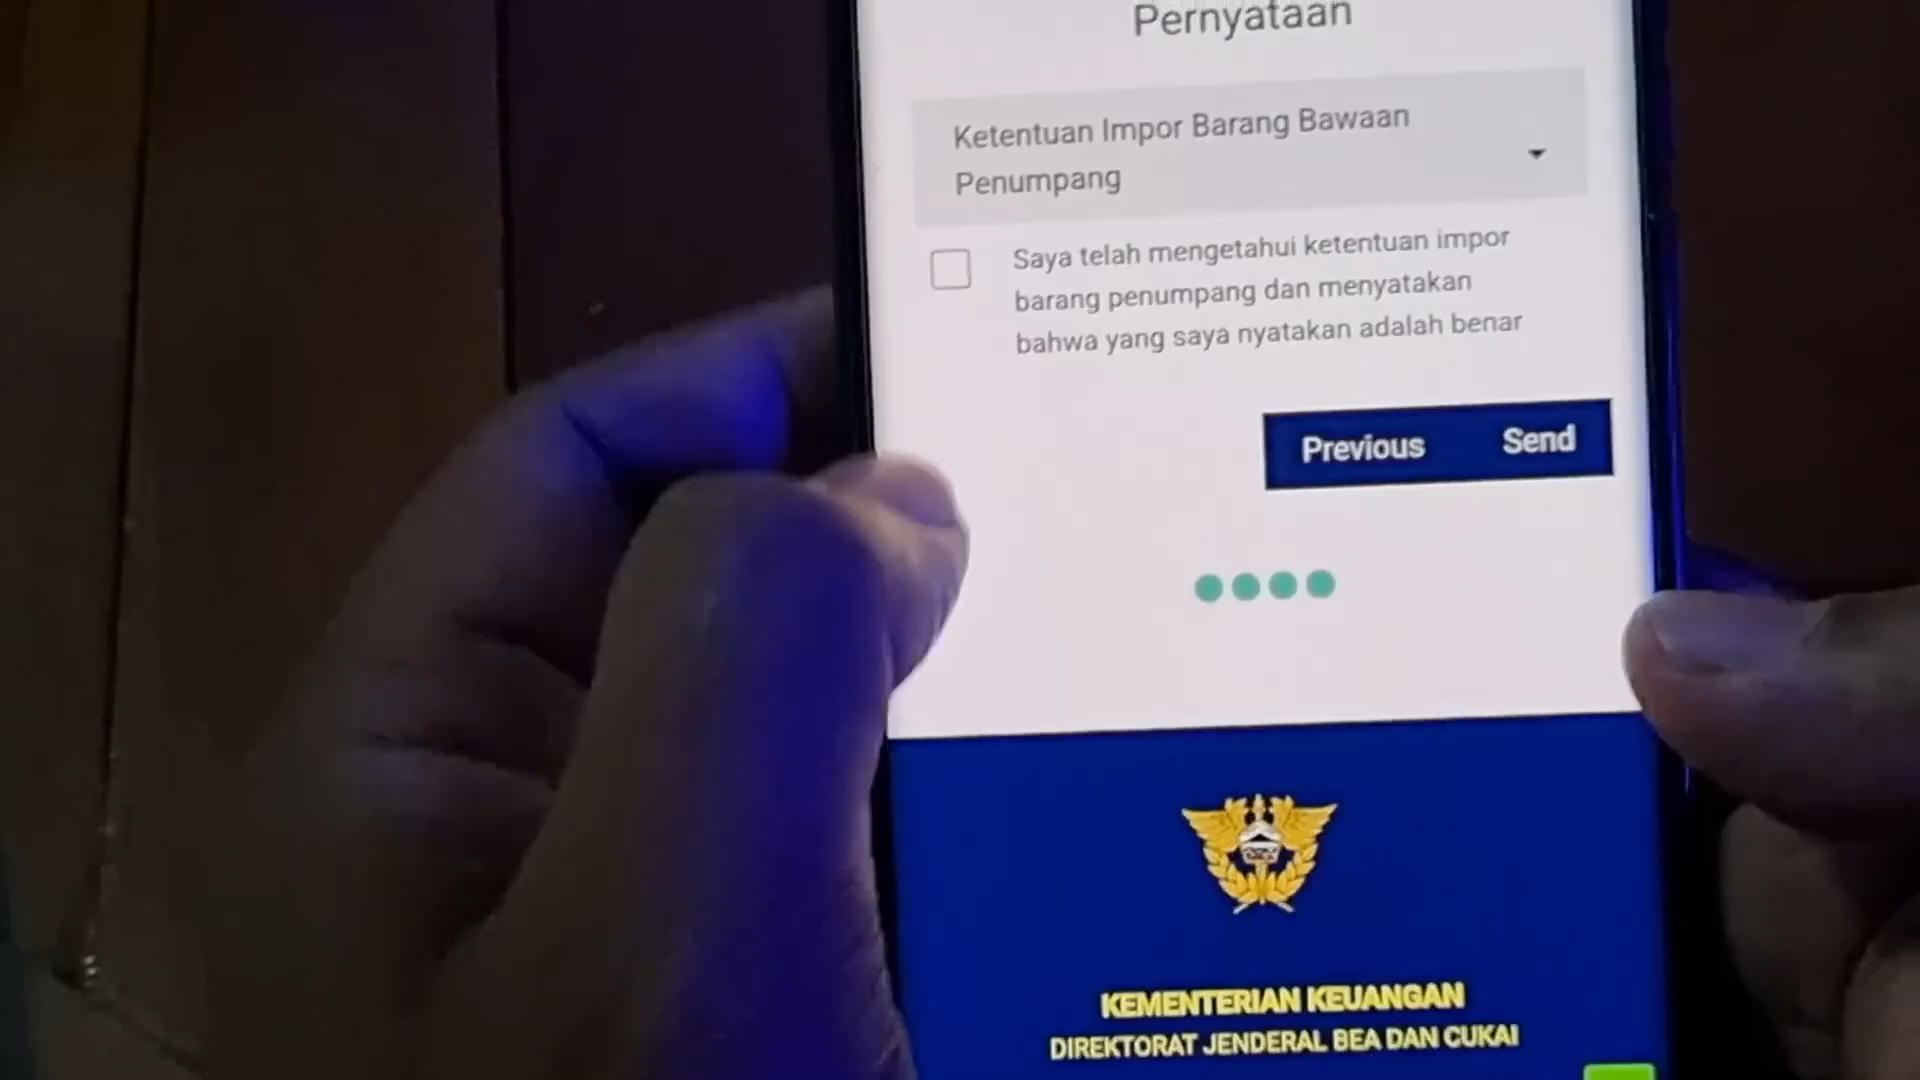 Pernyataan
Ketentuan Impor Barang Bawaan
Penumpang
Saya telah mengetahui ketentuan impor
barang penumpang dan menyatakan
bahwa yang saya nyatakan adalah benar
Previous Send
KEMENTERIAN KEUANGAN
DIREKTORAT JENDERAL BEA DAN CUKAI